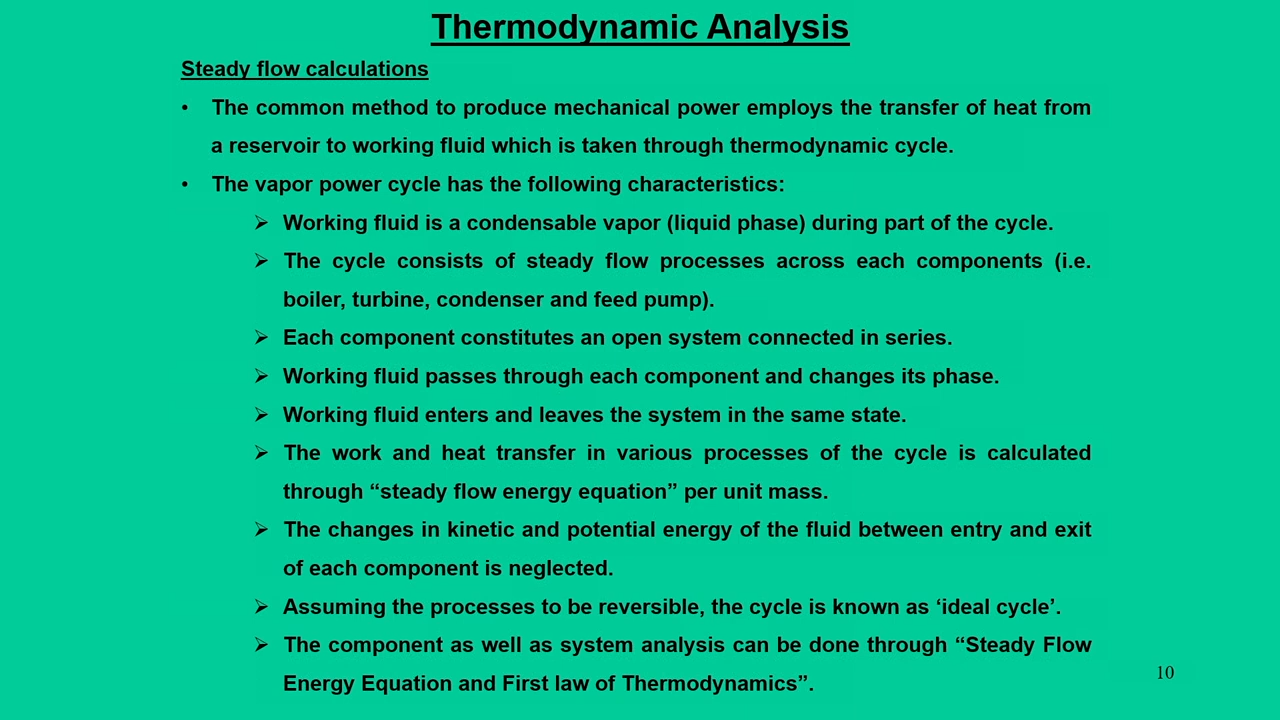 Thermodynamic Analysis
Steady flow calculations
• The common method to produce mechanical power employs the transfer of heat from
a reservoir to working fluid which is taken through thermodynamic cycle.
• The vapor power cycle has the following characteristics:
➢ Working fluid is a condensable vapor (liquid phase) during part of the cycle.
➢ The cycle consists of steady flow processes across each components (i.e.
boiler, turbine, condenser and feed pump).
➢ Each component constitutes an open system connected in series.
➢ Working fluid passes through each component and changes its phase.
➢ Working fluid enters and leaves the system in the same state.
➢ The work and heat transfer in various processes of the cycle is calculated
through “steady flow energy equation” per unit mass.
➢ The changes in kinetic and potential energy of the fluid between entry and exit
of each component is neglected.
➢ Assuming the processes to be reversible, the cycle is known as ‘ideal cycle’.
➢ The component as well as system analysis can be done through “Steady Flow
Energy Equation and First law of Thermodynamics”.
10